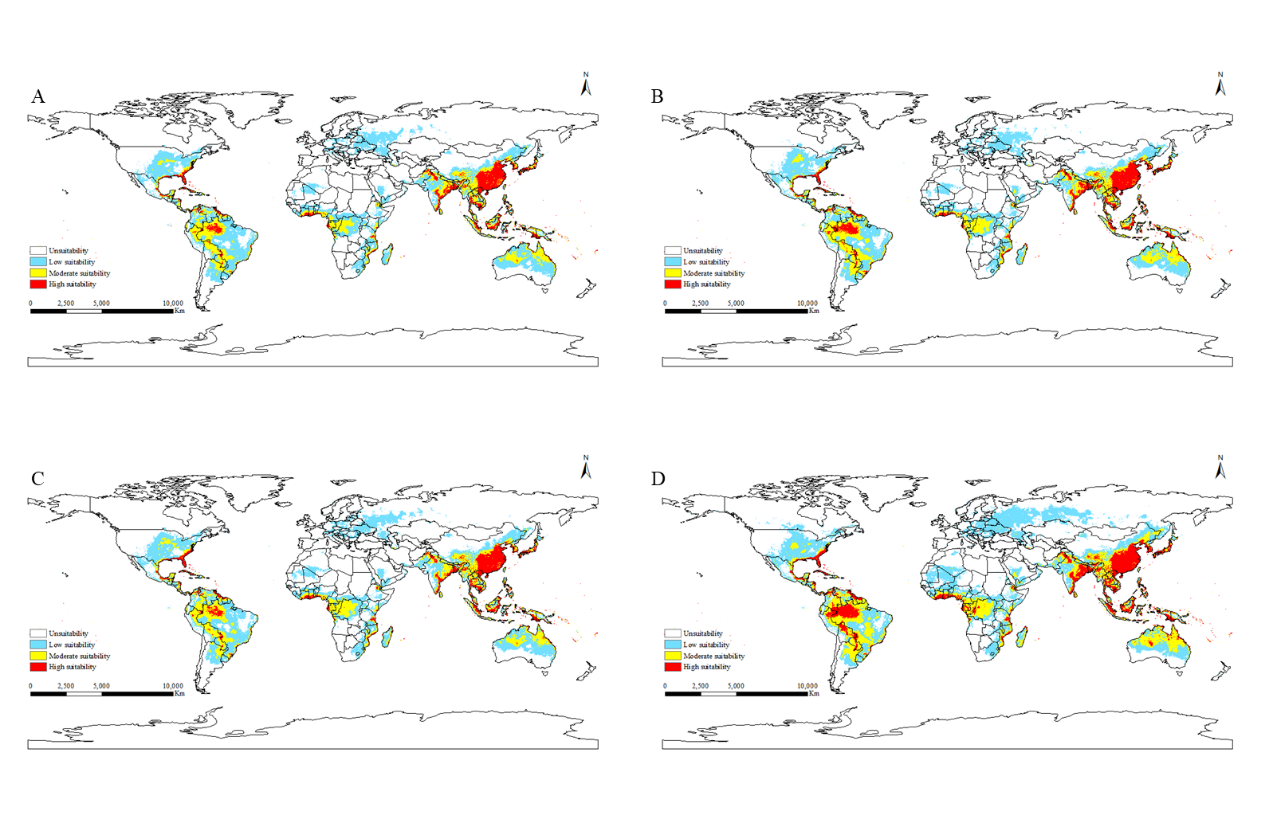 N
A
Unsuitability
Low suitability
Moderate suitability
High suitability
0 2,500 5,000 10,000
Km
N
B
Unsuitability
Low suitability
Moderate suitability
High suitability
0 2,500 5,000 10,000
Km
N
C
Unsuitability
Low suitability
Moderate suitability
High suitability
0 2,500 5,000 10,000
Km
N
D
Unsuitability
Low suitability
Moderate suitability
High suitability
0 2,500 5,000 10,000
Km